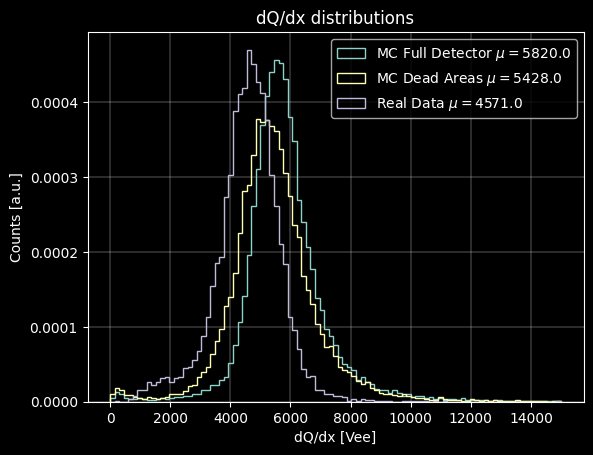 dQ/dx distributions
MC Full Detector μ = 5820.0
MC Dead Areas μ = 5428.0
Real Data μ = 4571.0
Counts [a.u.]
0.0004
0.0003
0.0002
0.0001
0.0000
0 2000 4000 6000 8000 10000 12000 14000
dQ/dx [Vee]